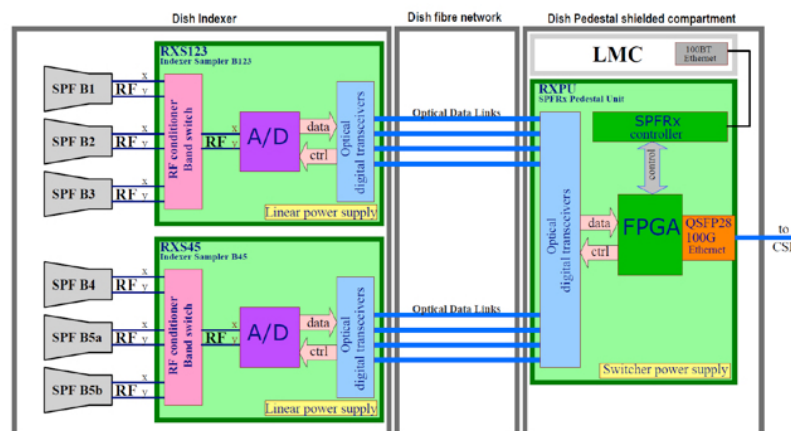 Dish Indexer
Dish fibre network
Dish Pedestal shielded compartment
RXS123
Indexer Sampler B123
SPF B1
RF
x
y
SPF B2
RF
x
y
SPF B3
RF
x
y
RF conditioner
Band switch
RF
x
y
A/D
data
ctrl
Optical
digital transceivers
Linear power supply
RXS45
Indexer Sampler B45
SPF B4
RF
x
y
SPF B5a
RF
x
y
SPF B5b
RF
x
y
RF conditioner
Band switch
RF
x
y
A/D
data
ctrl
Optical
digital transceivers
Linear power supply
Optical Data Links
Optical Data Links
LMC
100BT
Ethernet
RXPU
SPFRx Pedestal Unit
SPFRx
controller
control
Optical
digital transceivers
data
ctrl
FPGA
QSFP28
100G
Ethernet
Switcher power supply
to